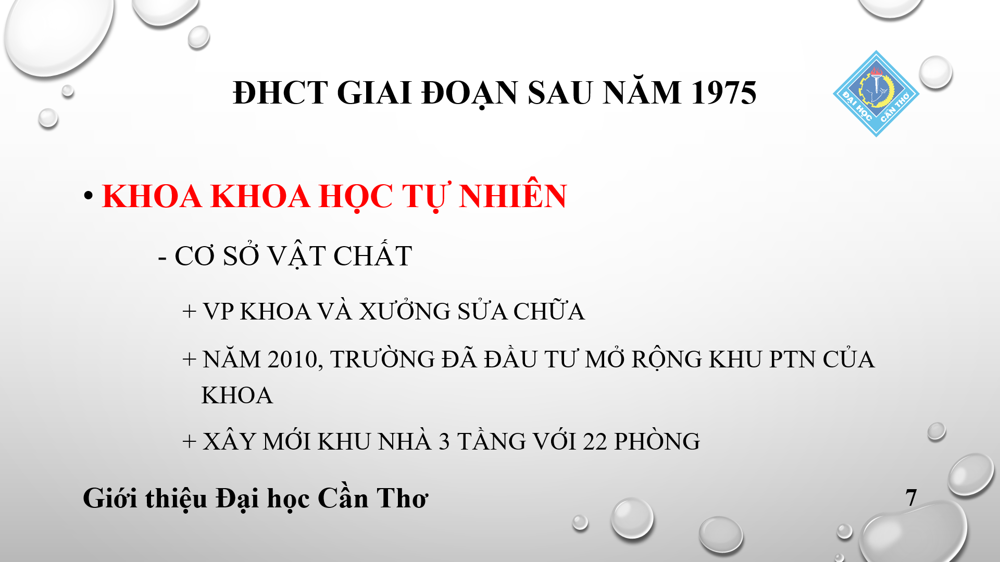 ĐHCT GIAI ĐOẠN SAU NĂM 1975
ĐẠI HỌC CẦN THƠ
• KHOA KHOA HỌC TỰ NHIÊN
- CƠ SỞ VẬT CHẤT
+ VP KHOA VÀ XƯỞNG SỬA CHỮA
+ NĂM 2010, TRƯỜNG ĐÃ ĐẦU TƯ MỞ RỘNG KHU PTN CỦA
KHOA
+ XÂY MỚI KHU NHÀ 3 TẦNG VỚI 22 PHÒNG
Giới thiệu Đại học Cần Thơ
7